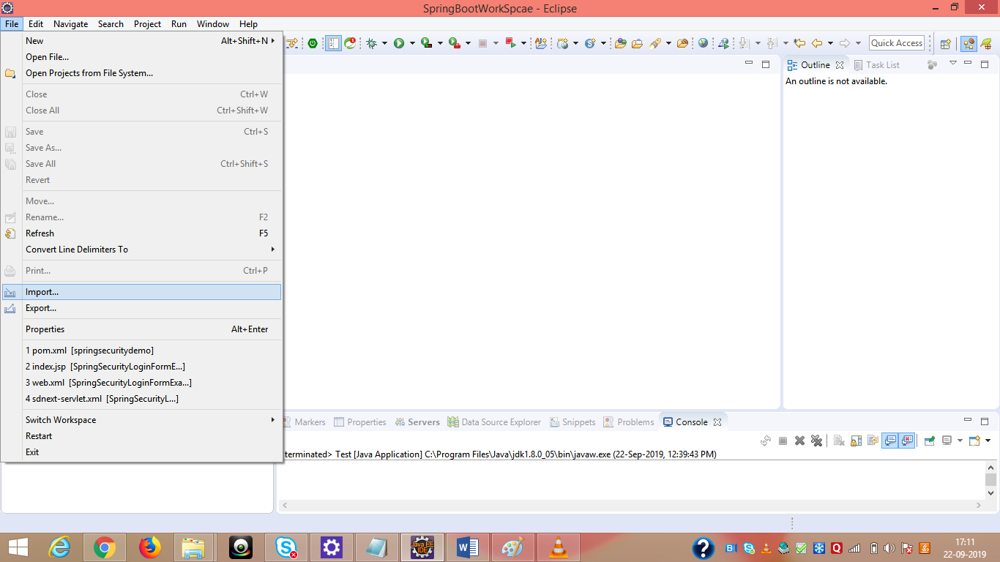 SpringBootWorkSpcae - Eclipse
File Edit Navigate Search Project Run Window Help
New Alt+Shift+N
Open File...
Open Projects from File System...
Close Ctrl+W
Close All Ctrl+Shift+W
Save Ctrl+S
Save As...
Save All Ctrl+Shift+S
Revert
Move...
Rename... F2
Refresh F5
Convert Line Delimiters To
Print... Ctrl+P
Import...
Export...
Properties Alt+Enter
1 pom.xml [springsecuritydemo]
2 index.jsp [SpringSecurityLoginFormE...]
3 web.xml [SpringSecurityLoginFormExa...]
4 sdnext-servlet.xml [SpringSecurityL...]
Switch Workspace
Restart
Exit
Quick Access
Outline Task List
An outline is not available.
Markers Properties Servers Data Source Explorer Snippets Problems Console
terminated> Test [Java Application] C:\Program Files\Java\jdk1.8.0_05\bin\javaw.exe (22-Sep-2019, 12:39:43 PM)
Java EE
IDE
17:11
22-09-2019